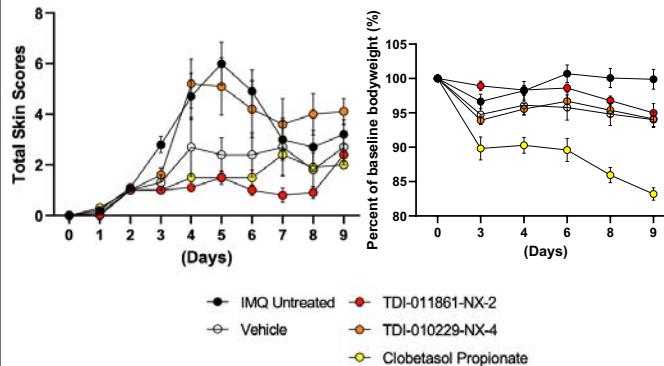 Total Skin Scores
8
6
4
2
0
0 1 2 3 4 5 6 7 8 9
(Days)
Percent of baseline bodyweight (%)
105
100
95
90
85
80
0 3 4 6 8 9
(Days)
IMQ Untreated
Vehicle
TDI-011861-NX-2
TDI-010229-NX-4
Clobetasol Propionate